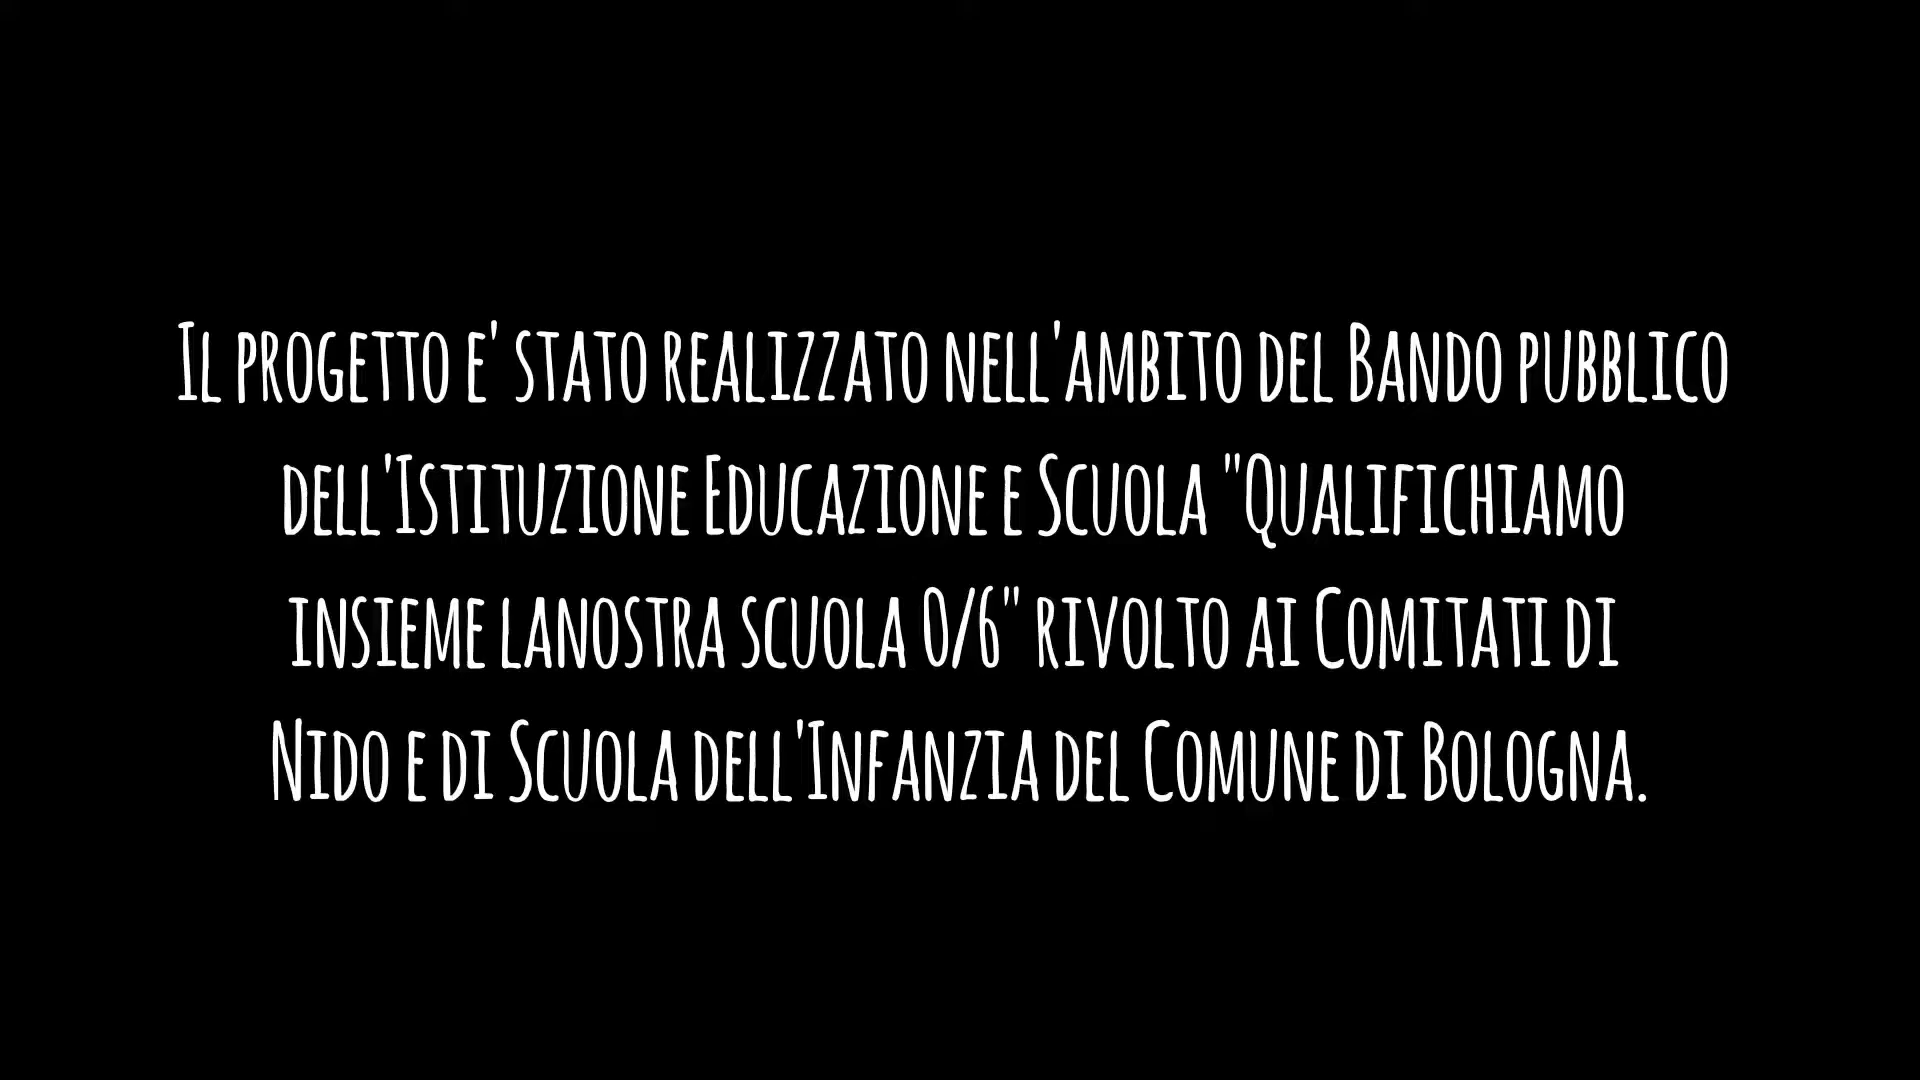 Il progetto e' stato realizzato nell'ambito del Bando pubblico
dell'Istituzione Educazione e Scuola "Qualifichiamo
insieme lanostra scuola 0/6" rivolto ai Comitati di
Nido e di Scuola dell'Infanzia del Comune di Bologna.